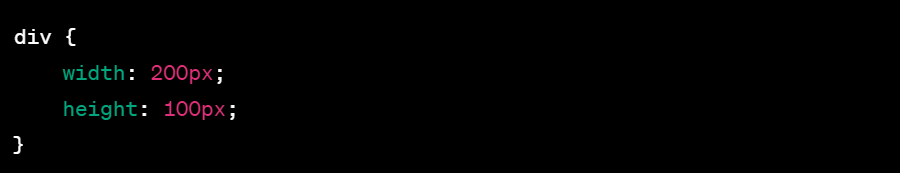 div {
    width: 200px;
    height: 100px;
}